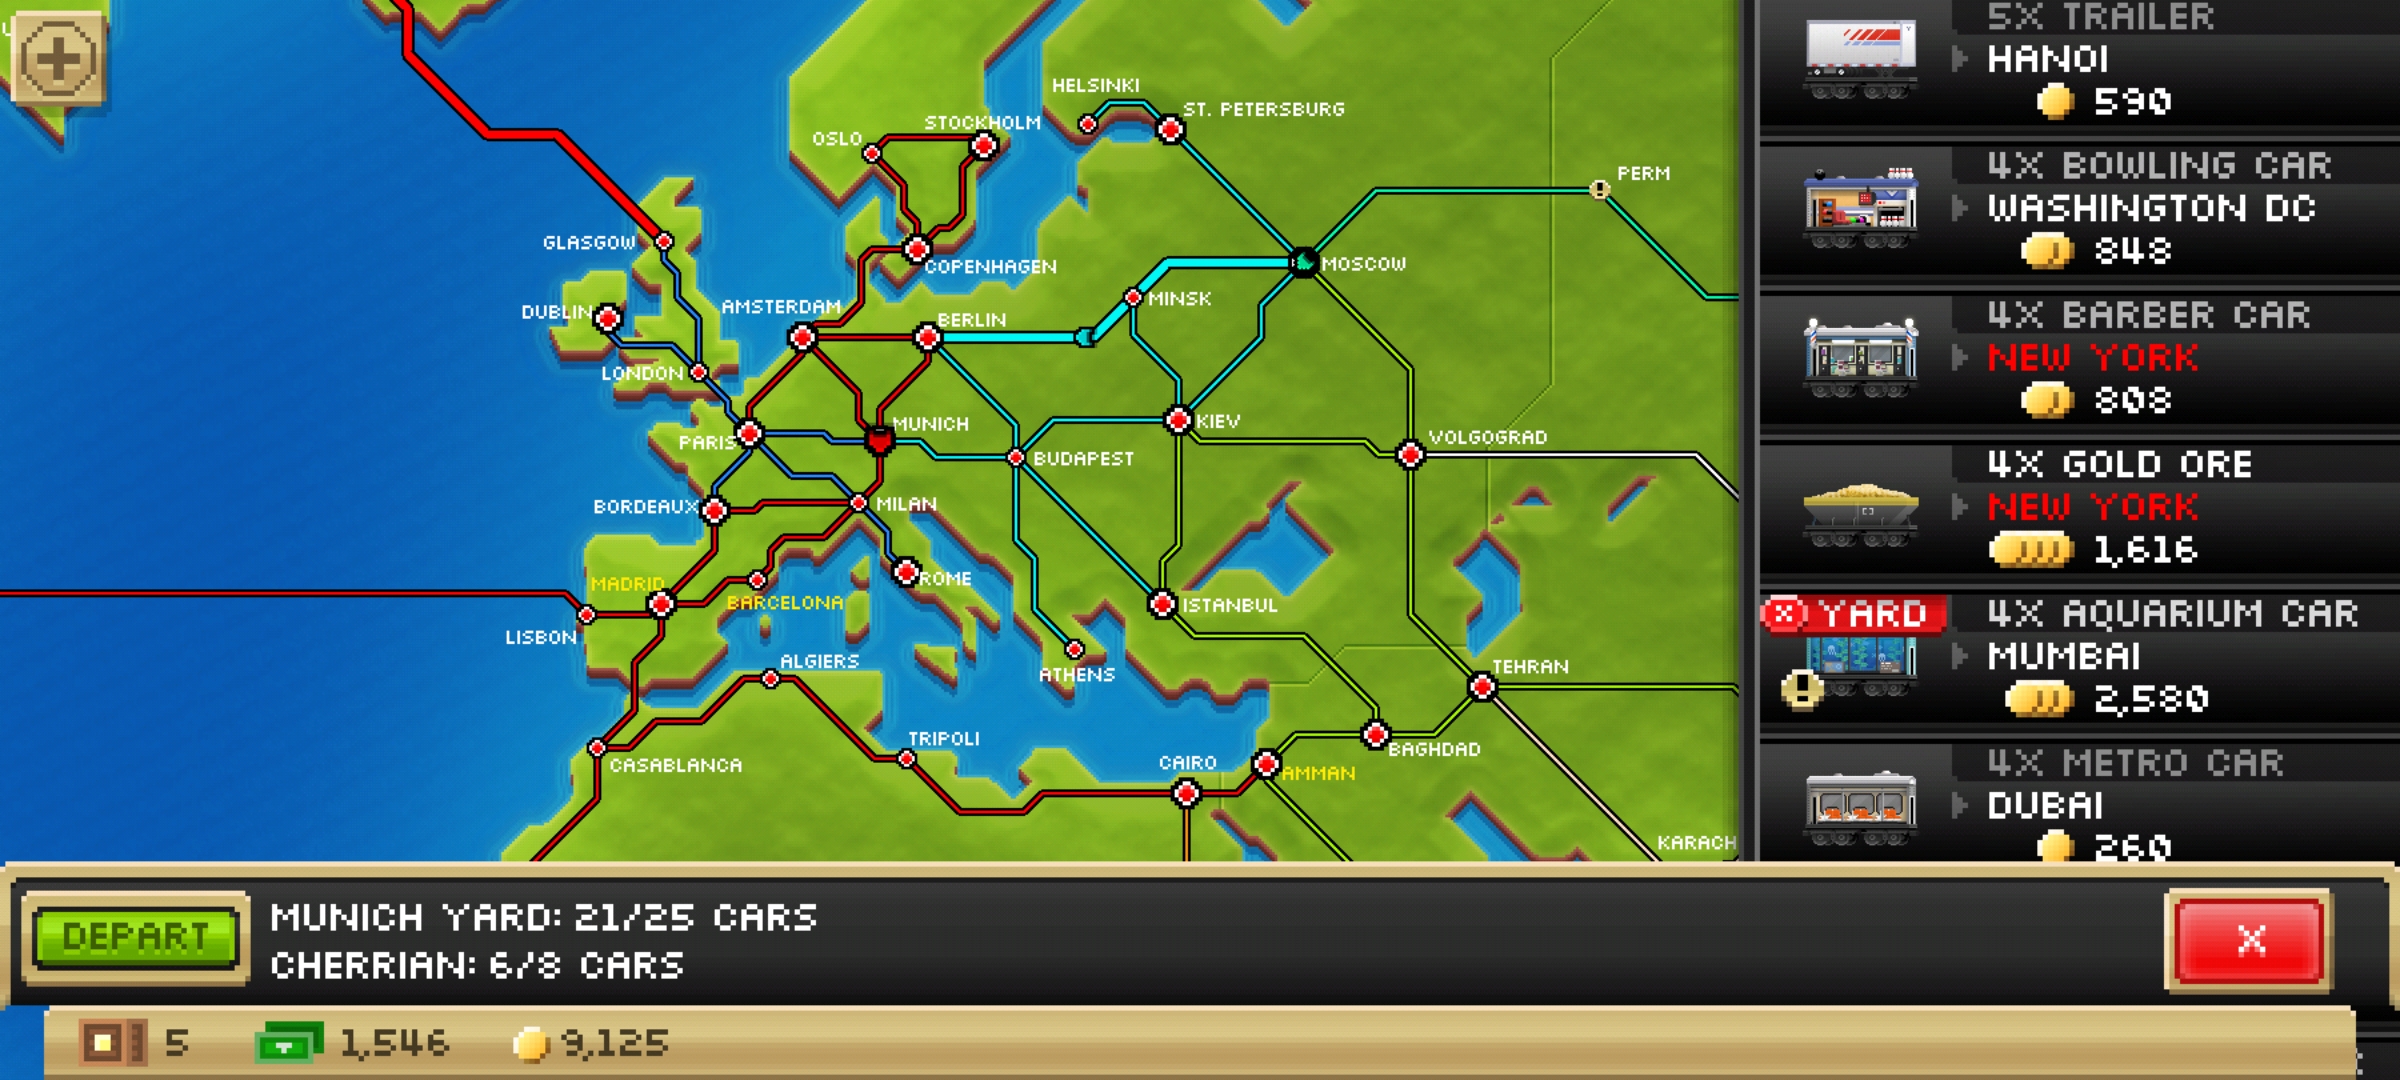 5X TRAILER
HANOI
590
4X BOWLING CAR
WASHINGTON DC
848
4X BARBER CAR
NEW YORK
808
4X GOLD ORE
NEW YORK
1,616
YARD
4X AQUARIUM CAR
MUMBAI
2,580
4X METRO CAR
DUBAI
260
HELSINKI
ST. PETERSBURG
STOCKHOLM
OSLO
PERM
GLASGOW
COPENHAGEN
MOSCOW
MINSK
DUBLIN
AMSTERDAM
BERLIN
LONDON
MUNICH
KIEV
PARIS
VOLGOGRAD
BUDAPEST
BORDEAUX
MILAN
MADRID
ROME
BARCELONA
ISTANBUL
LISBON
ALGIERS
ATHENS
TEHRAN
TRIPOLI
CASABLANCA
CAIRO
BAGHDAD
AMMAN
KARACH
DEPART
MUNICH YARD: 21/25 CARS
CHERRIAN: 6/8 CARS
X
5
1,546
9,125